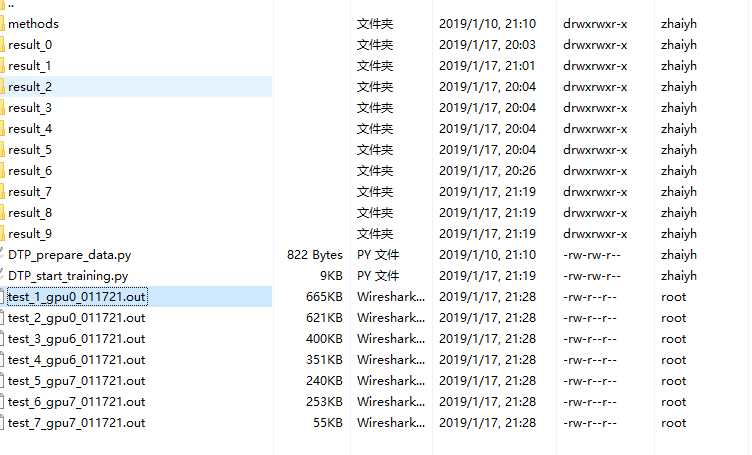 ..
methods 文件夹 2019/1/10, 21:10 drwxrwxr-x zhaiyh
result_0 文件夹 2019/1/17, 20:03 drwxrwxr-x zhaiyh
result_1 文件夹 2019/1/17, 21:01 drwxrwxr-x zhaiyh
result_2 文件夹 2019/1/17, 20:04 drwxrwxr-x zhaiyh
result_3 文件夹 2019/1/17, 20:04 drwxrwxr-x zhaiyh
result_4 文件夹 2019/1/17, 20:04 drwxrwxr-x zhaiyh
result_5 文件夹 2019/1/17, 20:04 drwxrwxr-x zhaiyh
result_6 文件夹 2019/1/17, 20:26 drwxrwxr-x zhaiyh
result_7 文件夹 2019/1/17, 21:19 drwxrwxr-x zhaiyh
result_8 文件夹 2019/1/17, 21:19 drwxrwxr-x zhaiyh
result_9 文件夹 2019/1/17, 21:19 drwxrwxr-x zhaiyh
DTP_prepare_data.py 822 Bytes PY 文件 2019/1/10, 21:10 -rw-rw-r-- zhaiyh
DTP_start_training.py 9KB PY 文件 2019/1/17, 21:19 -rw-rw-r-- zhaiyh
test_1_gpu0_011721.out 665KB Wireshark... 2019/1/17, 21:28 -rw-r--r-- root
test_2_gpu0_011721.out 621KB Wireshark... 2019/1/17, 21:28 -rw-r--r-- root
test_3_gpu6_011721.out 400KB Wireshark... 2019/1/17, 21:28 -rw-r--r-- root
test_4_gpu6_011721.out 351KB Wireshark... 2019/1/17, 21:28 -rw-r--r-- root
test_5_gpu7_011721.out 240KB Wireshark... 2019/1/17, 21:28 -rw-r--r-- root
test_6_gpu7_011721.out 253KB Wireshark... 2019/1/17, 21:28 -rw-r--r-- root
test_7_gpu7_011721.out 55KB Wireshark... 2019/1/17, 21:28 -rw-r--r-- root